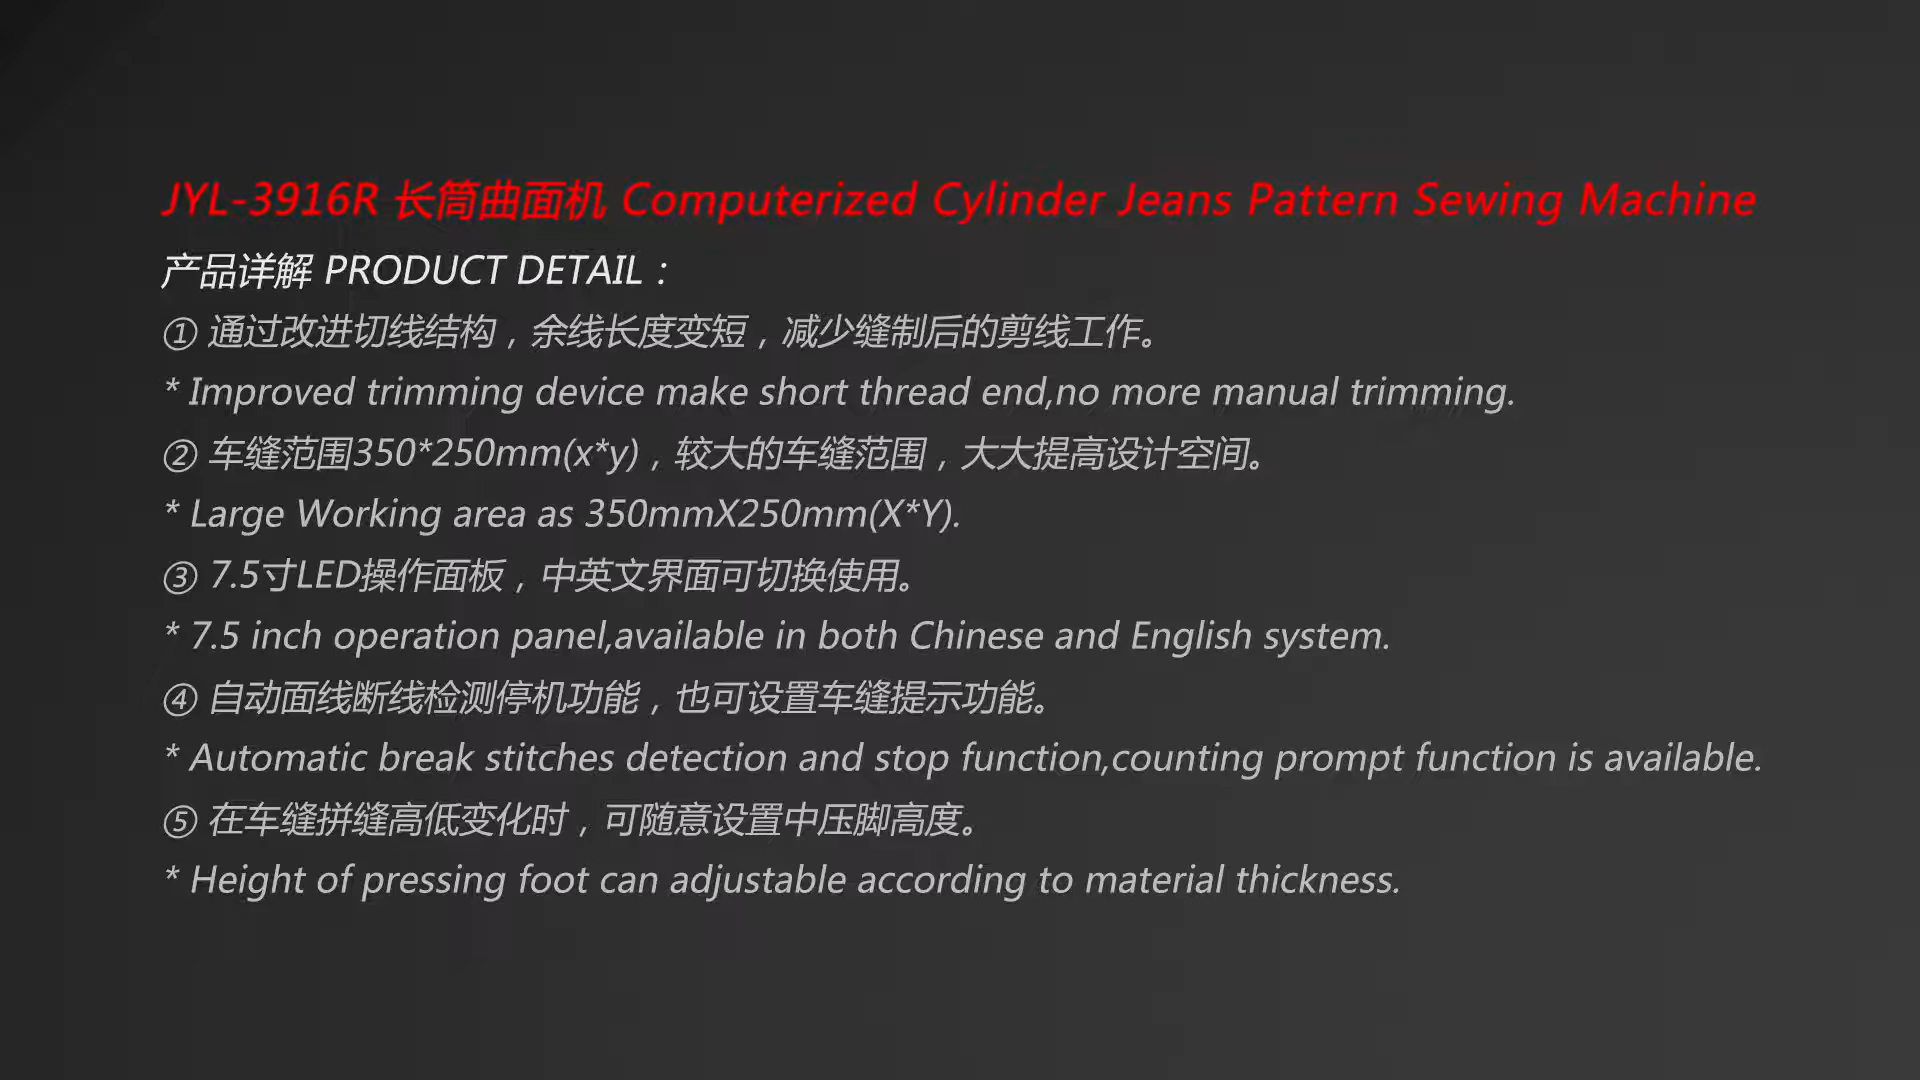 JYL-3916R 长筒曲面机 Computerized Cylinder Jeans Pattern Sewing Machine
产品详解 PRODUCT DETAIL：
① 通过改进切线结构，余线长度变短，减少缝制后的剪线工作。
* Improved trimming device make short thread end,no more manual trimming.
② 车缝范围350*250mm(x*y)，较大的车缝范围，大大提高设计空间。
* Large Working area as 350mmX250mm(X*Y).
③ 7.5寸LED操作面板，中英文界面可切换使用。
* 7.5 inch operation panel,available in both Chinese and English system.
④ 自动面线断线检测停机功能，也可设置车缝提示功能。
* Automatic break stitches detection and stop function,counting prompt function is available.
⑤ 在车缝拼缝高低变化时，可随意设置中压脚高度。
* Height of pressing foot can adjustable according to material thickness.